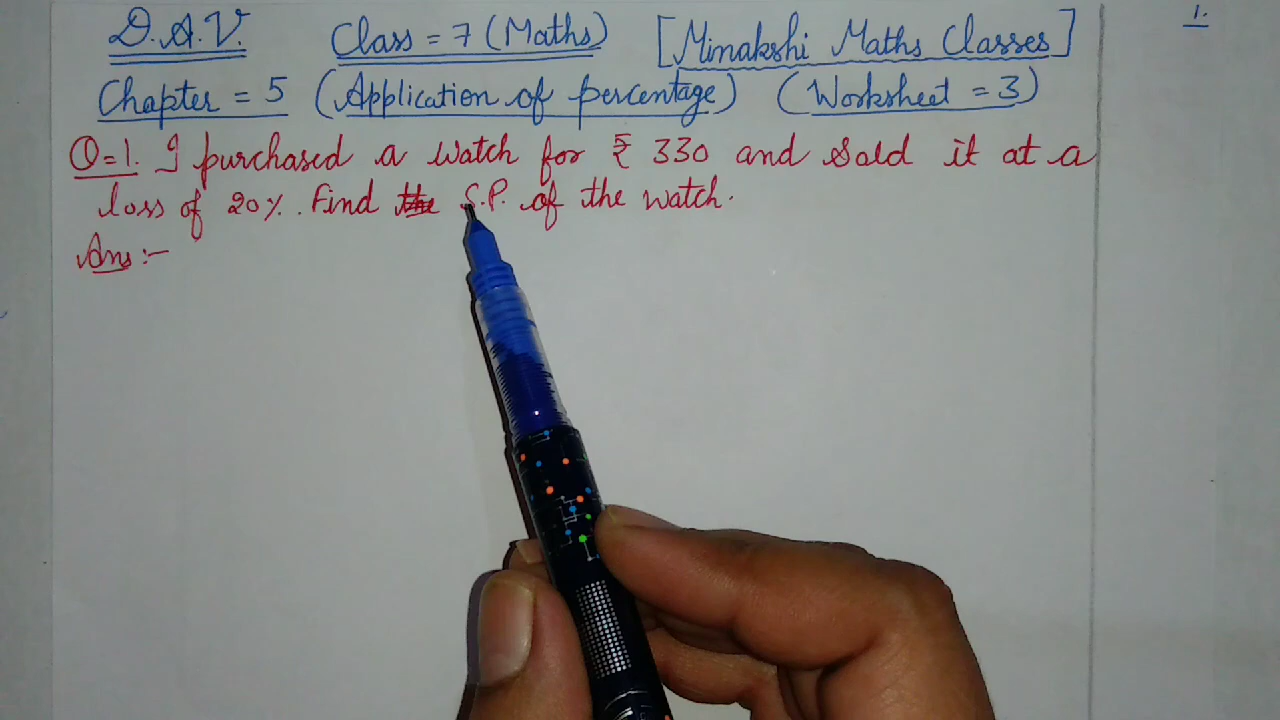 D.A.V. Class = 7 (Maths) [Minakshi Maths Classes] 1.
Chapter = 5 (Application of percentage) (Worksheet = 3)
Q=1. I purchased a watch for ₹ 330 and sold it at a
loss of 20%. Find the S.P. of the watch.
Ans :-